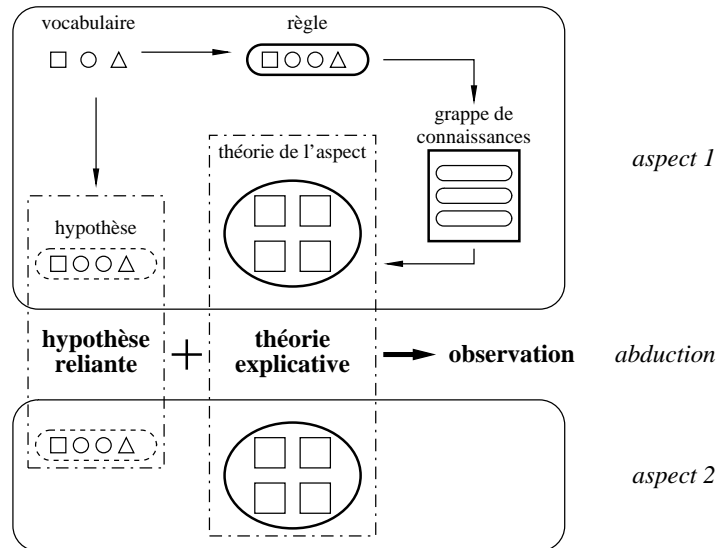 vocabulaire
règle
grappe de
connaissances
théorie de l'aspect
aspect 1
hypothèse
hypothèse
reliante
+
théorie
explicative
observation
abduction
aspect 2